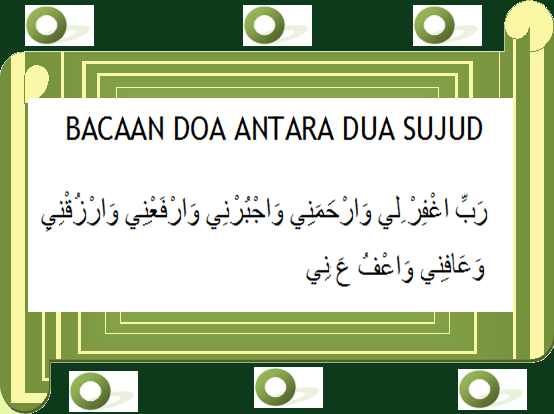 BACAAN DOA ANTARA DUA SUJUD
رَبِّ اغْفِرْ لِي وَارْحَمَنِي وَاجْبُرْنِي وَارْفَعْنِي وَارْزُقْنِي
وَعَافِنِي وَاعْفُ عَ نِي